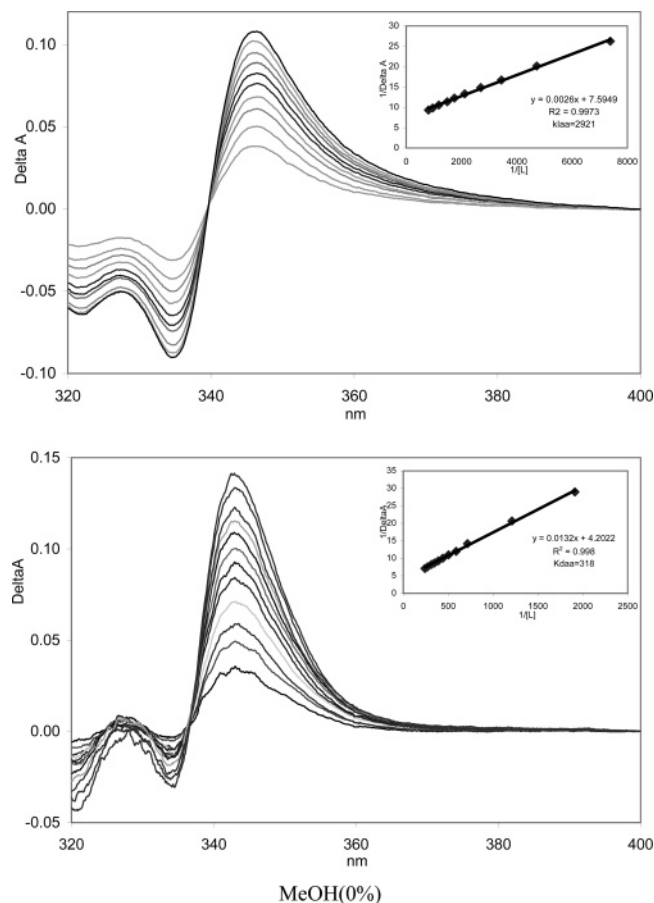 0.10
0.05
0.00
-0.05
-0.10
Delta A
320 340 360 380 400
nm
30
25
20
15
10
5
0
1/Delta A
y = 0.0026x + 7.5949
R2 = 0.9973
klaa=2921
0 2000 4000 6000 8000
1/[L]
0.15
0.10
0.05
0.00
-0.05
DeltaA
320 340 360 380 400
nm
35
30
25
20
15
10
5
0
1/DeltaA
y = 0.0132x + 4.2022
R² = 0.998
Kdaa=318
0 500 1000 1500 2000 2500
1/[L]
MeOH(0%)